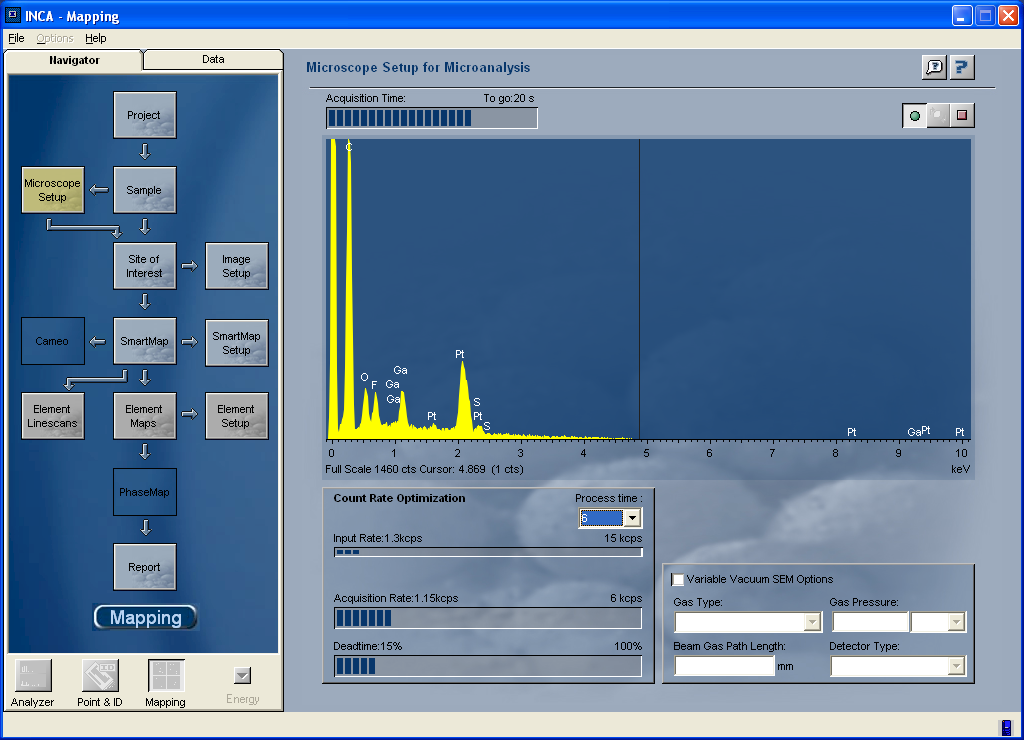 INCA - Mapping
File Options Help
Navigator Data
Microscope Setup for Microanalysis
Project
Microscope Setup
Sample
Site of Interest
Image Setup
Cameo
SmartMap
SmartMap Setup
Element Linescans
Element Maps
Element Setup
PhaseMap
Report
Mapping
Analyzer Point & ID Mapping Energy
Acquisition Time: To go:20 s
C
Pt
Ga
O F Ga
Ga
S
Pt Pt
S
Pt Ga Pt Pt
0 1 2 3 4 5 6 7 8 9 10
Full Scale 1460 cts Cursor: 4.869 (1 cts) keV
Count Rate Optimization Process time :
6
Input Rate:1.3kcps 15 kcps
Acquisition Rate:1.15kcps 6 kcps
Deadtime:15% 100%
Variable Vacuum SEM Options
Gas Type: Gas Pressure:
Beam Gas Path Length: Detector Type:
mm